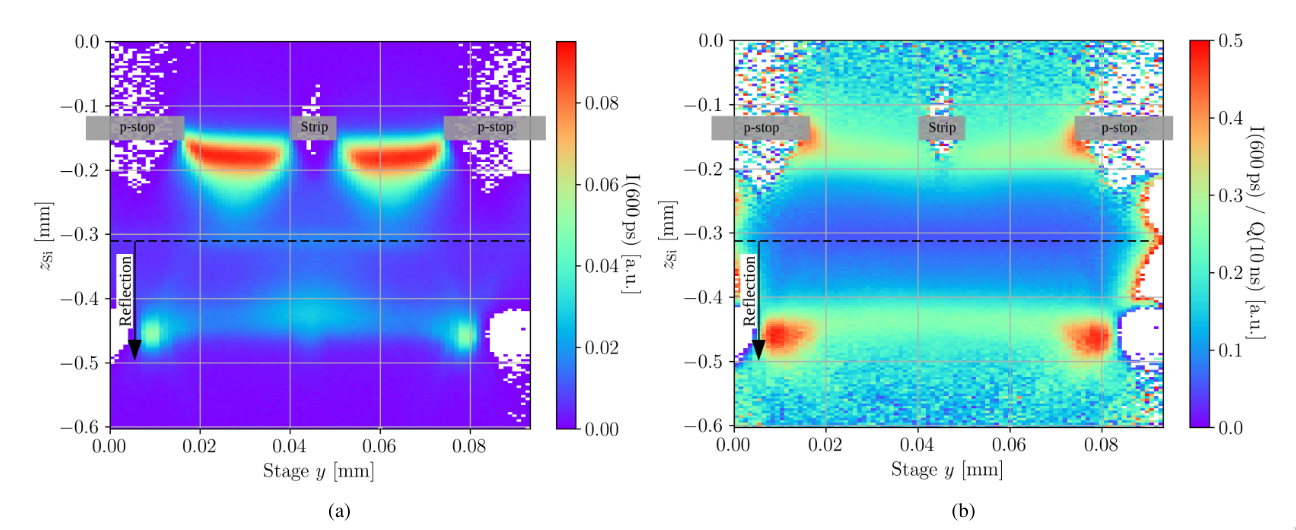 0.0
−0.1
−0.2
−0.3
−0.4
−0.5
−0.6
z_Si [mm]
p-stop
Strip
p-stop
Reflection
0.00
0.02
0.04
0.06
0.08
Stage y [mm]
0.08
0.06
0.04
0.02
0.00
I(600 ps) [a.u.]
(a)
0.0
−0.1
−0.2
−0.3
−0.4
−0.5
−0.6
z_Si [mm]
p-stop
Strip
p-stop
Reflection
0.00
0.02
0.04
0.06
0.08
Stage y [mm]
0.5
0.4
0.3
0.2
0.1
0.0
I(600 ps) / Q(10 ns) [a.u.]
(b)